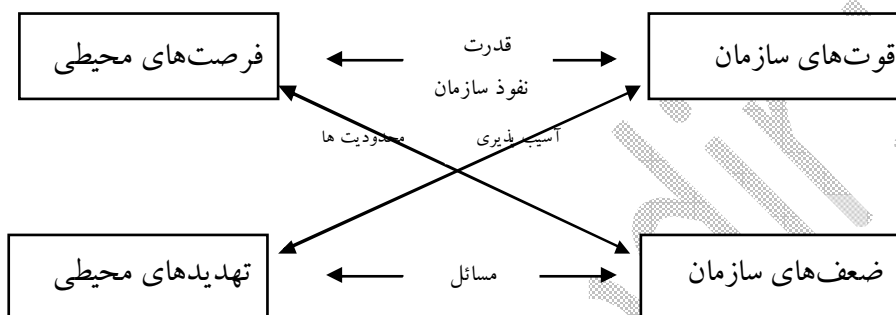 قوت‌های سازمان
قدرت
نفوذ سازمان
فرصت‌های محیطی
آسیب پذیری
محدودیت ها
ضعف‌های سازمان
مسائل
تهدیدهای محیطی